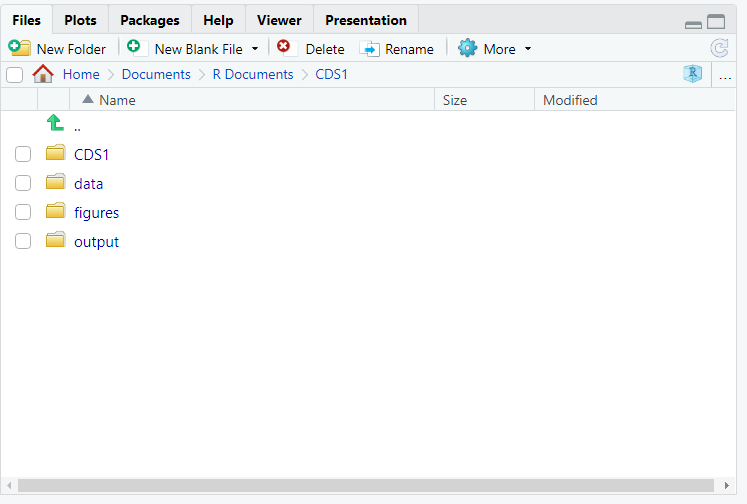 Files Plots Packages Help Viewer Presentation
New Folder New Blank File Delete Rename More
Home Documents R Documents CDS1 R ...
Name Size Modified
..
CDS1
data
figures
output